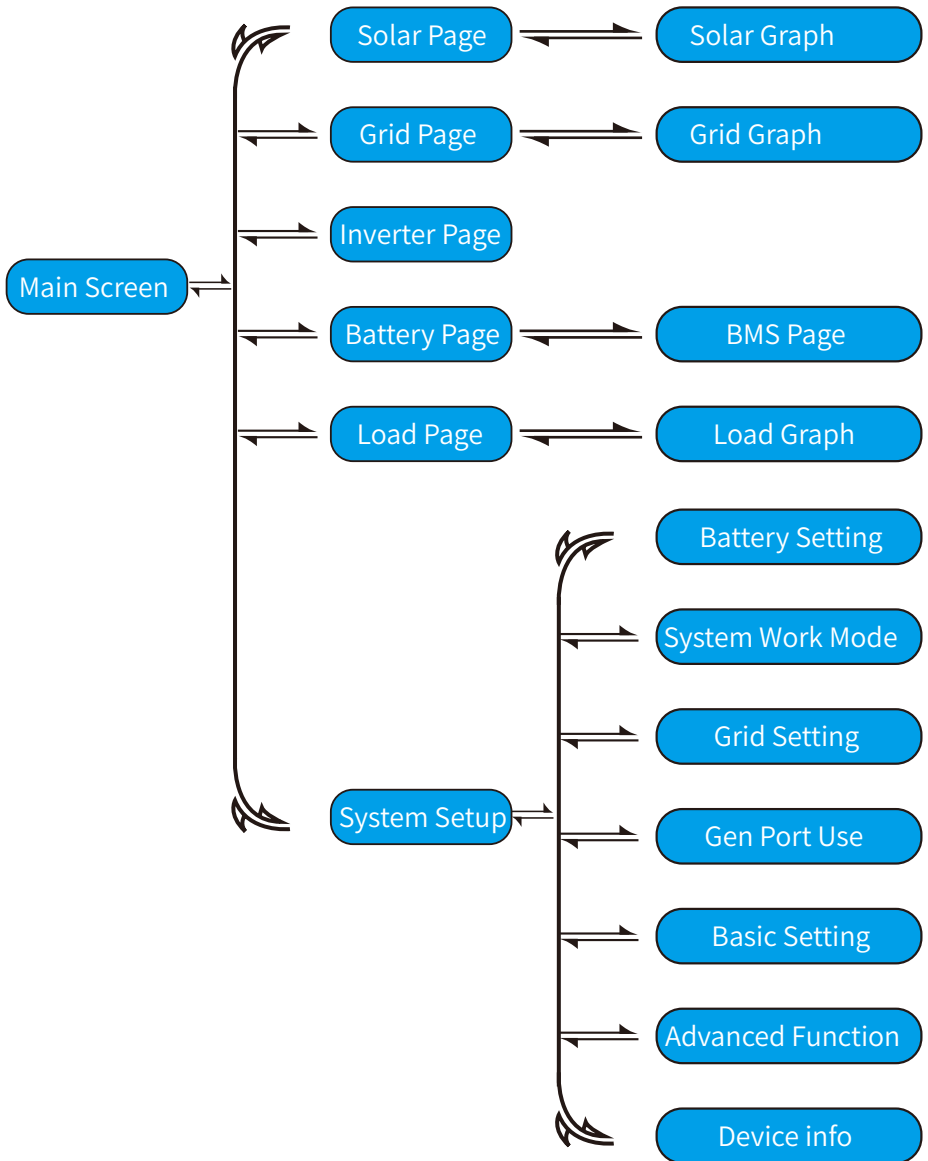 Solar Page
Solar Graph
Grid Page
Grid Graph
Inverter Page
Main Screen
Battery Page
BMS Page
Load Page
Load Graph
Battery Setting
System Work Mode
Grid Setting
System Setup
Gen Port Use
Basic Setting
Advanced Function
Device info